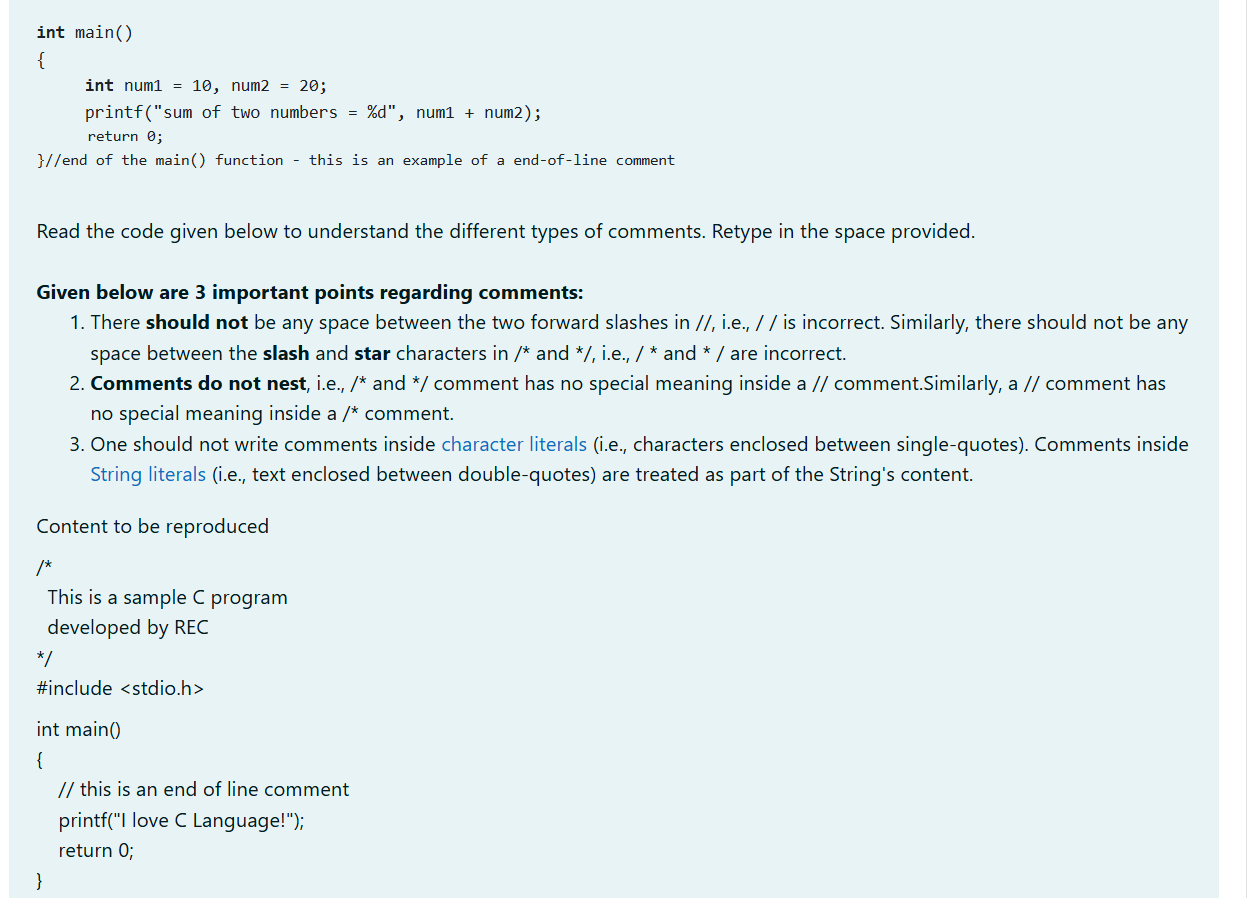 int main()
{
int num1 = 10, num2 = 20;
printf("sum of two numbers = %d", num1 + num2);
return 0;
}//end of the main() function - this is an example of a end-of-line comment
Read the code given below to understand the different types of comments. Retype in the space provided.
Given below are 3 important points regarding comments:
1. There should not be any space between the two forward slashes in //, i.e., / / is incorrect. Similarly, there should not be any
space between the slash and star characters in /* and */, i.e., / * and * / are incorrect.
2. Comments do not nest, i.e., /* and */ comment has no special meaning inside a // comment.Similarly, a // comment has
no special meaning inside a /* comment.
3. One should not write comments inside character literals (i.e., characters enclosed between single-quotes). Comments inside
String literals (i.e., text enclosed between double-quotes) are treated as part of the String's content.
Content to be reproduced
/*
This is a sample C program
developed by REC
*/
#include <stdio.h>
int main()
{
// this is an end of line comment
printf("I love C Language!");
return 0;
}